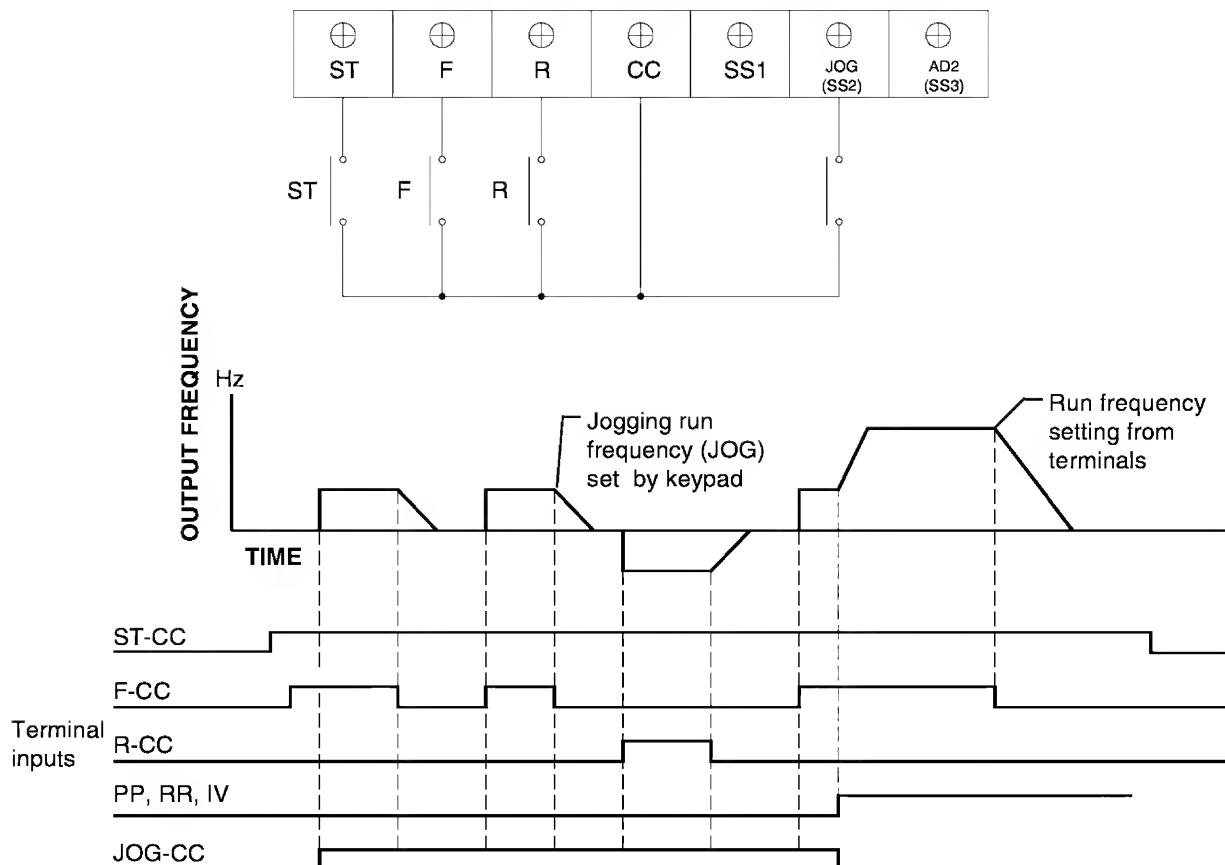 ST
F
R
CC
SS1
JOG
(SS2)
AD2
(SS3)
ST
F
R
OUTPUT FREQUENCY
Hz
Jogging run
frequency (JOG)
set by keypad
Run frequency
setting from
terminals
TIME
ST-CC
F-CC
Terminal
inputs
R-CC
PP, RR, IV
JOG-CC